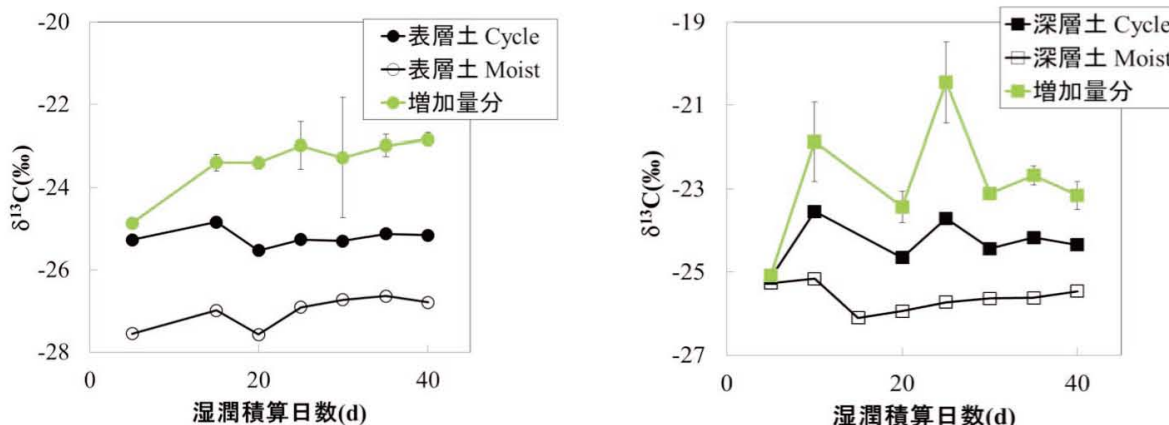 -20
-22
-24
-26
-28
δ¹³C(‰)
表層土 Cycle
表層土 Moist
増加量分
0
20
40
湿潤積算日数(d)
-19
-21
-23
-25
-27
δ¹³C(‰)
深層土 Cycle
深層土 Moist
増加量分
0
20
40
湿潤積算日数(d)